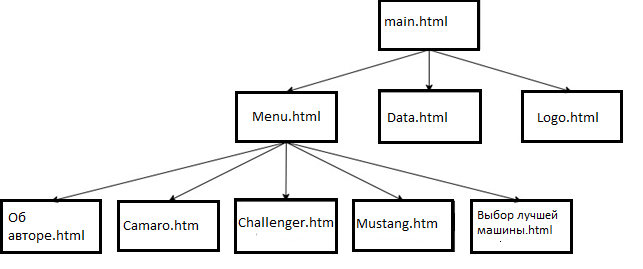 main.html
Menu.html
Data.html
Logo.html
Об
авторе.html
Camaro.htm
Challenger.htm
Mustang.htm
Выбор лучшей
машины.html